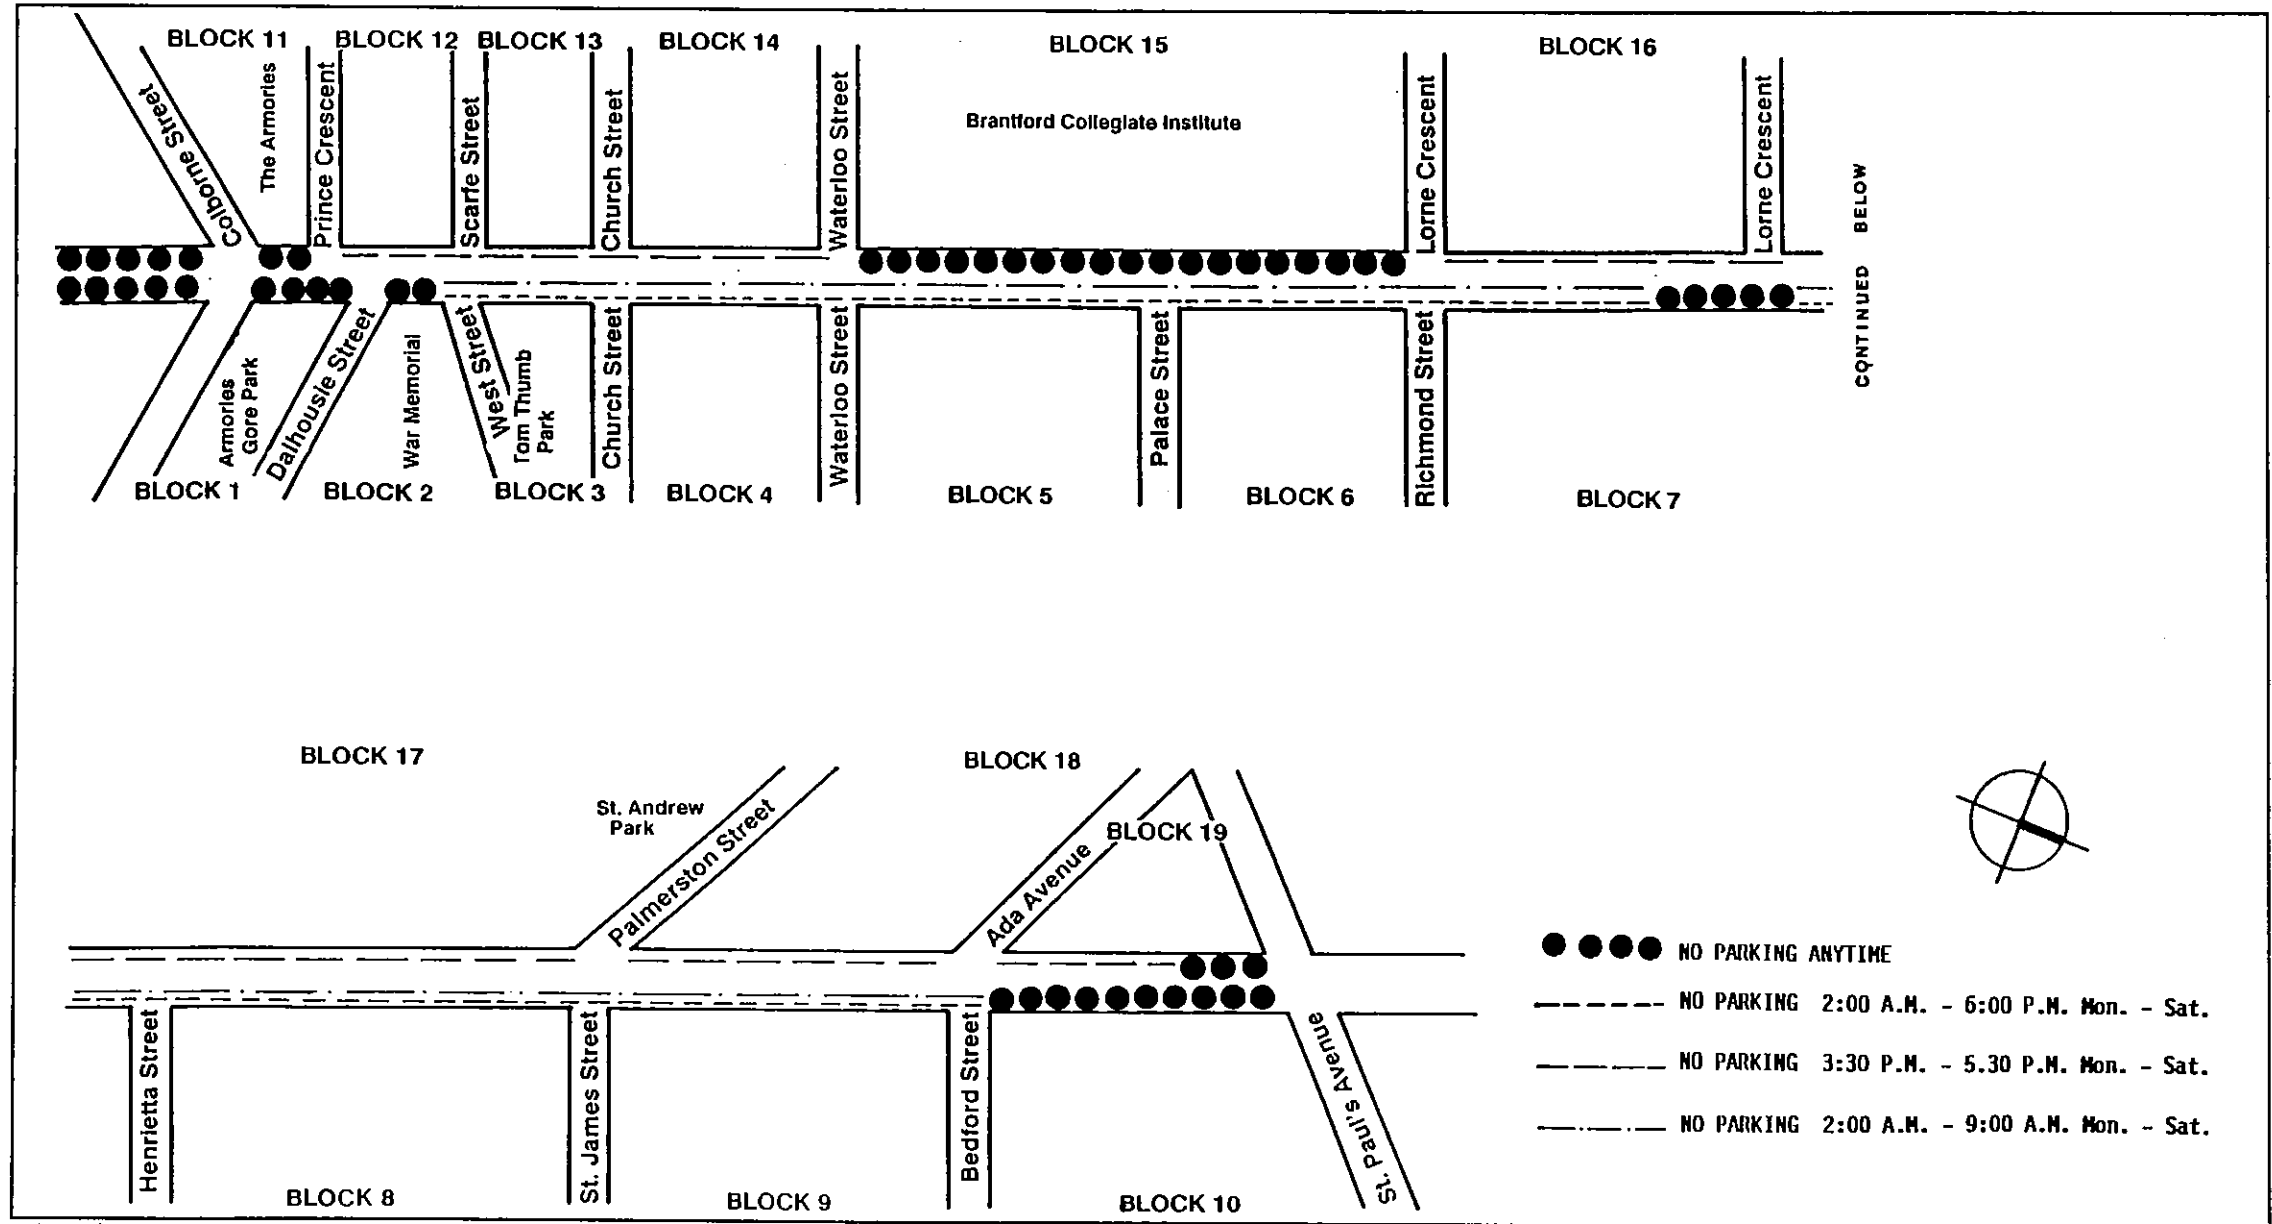 BLOCK 11
BLOCK 12
BLOCK 13
BLOCK 14
BLOCK 15
BLOCK 16
Colborne Street
The Armories
Prince Crescent
Scarfe Street
Church Street
Waterloo Street
Brantford Collegiate Institute
Lorne Crescent
Lorne Crescent
CONTINUED BELOW
Armories
Gore Park
Dalhousie Street
War Memorial
West Street
Tom Thumb
Park
Church Street
Waterloo Street
Palace Street
Richmond Street
BLOCK 1
BLOCK 2
BLOCK 3
BLOCK 4
BLOCK 5
BLOCK 6
BLOCK 7
BLOCK 17
BLOCK 18
St. Andrew
Park
Palmerston Street
Ada Avenue
BLOCK 19
NO PARKING ANYTIME
NO PARKING 2:00 A.M. - 6:00 P.M. Mon. - Sat.
NO PARKING 3:30 P.M. - 5.30 P.M. Mon. - Sat.
NO PARKING 2:00 A.M. - 9:00 A.M. Mon. - Sat.
Henrietta Street
St. James Street
Bedford Street
St. Paul's Avenue
BLOCK 8
BLOCK 9
BLOCK 10